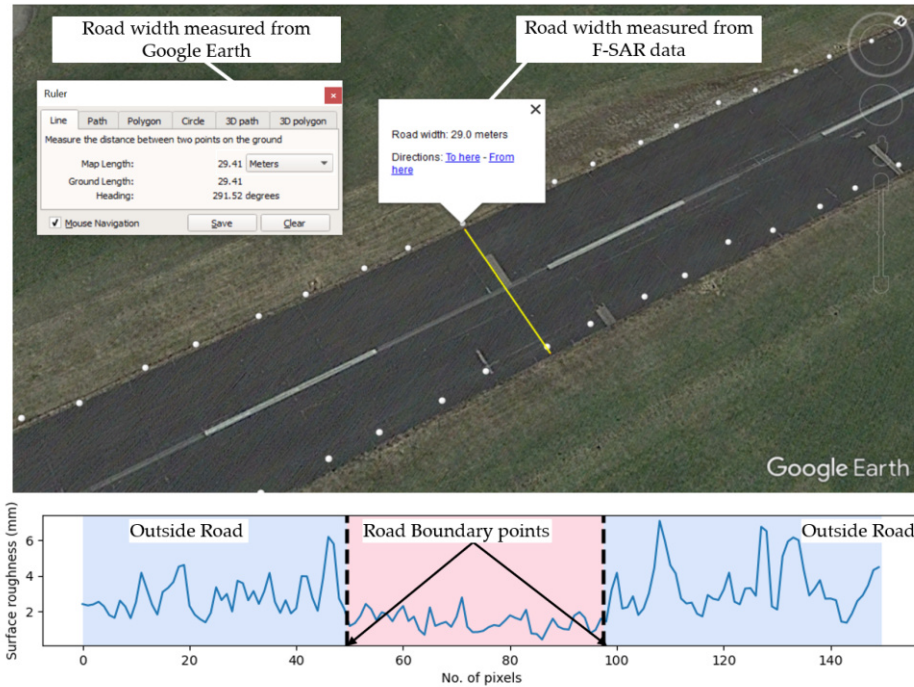 Road width measured from
Google Earth
Road width measured from
F-SAR data
Ruler
Line Path Polygon Circle 3D path 3D polygon
Measure the distance between two points on the ground
Map Length: 29.41 Meters
Ground Length: 29.41
Heading: 291.52 degrees
Mouse Navigation Save Clear
Road width: 29.0 meters
Directions: To here - From
here
Google Earth
Outside Road
Road Boundary points
Outside Road
Surface roughness (mm)
6
4
2
0 20 40 60 80 100 120 140
No. of pixels